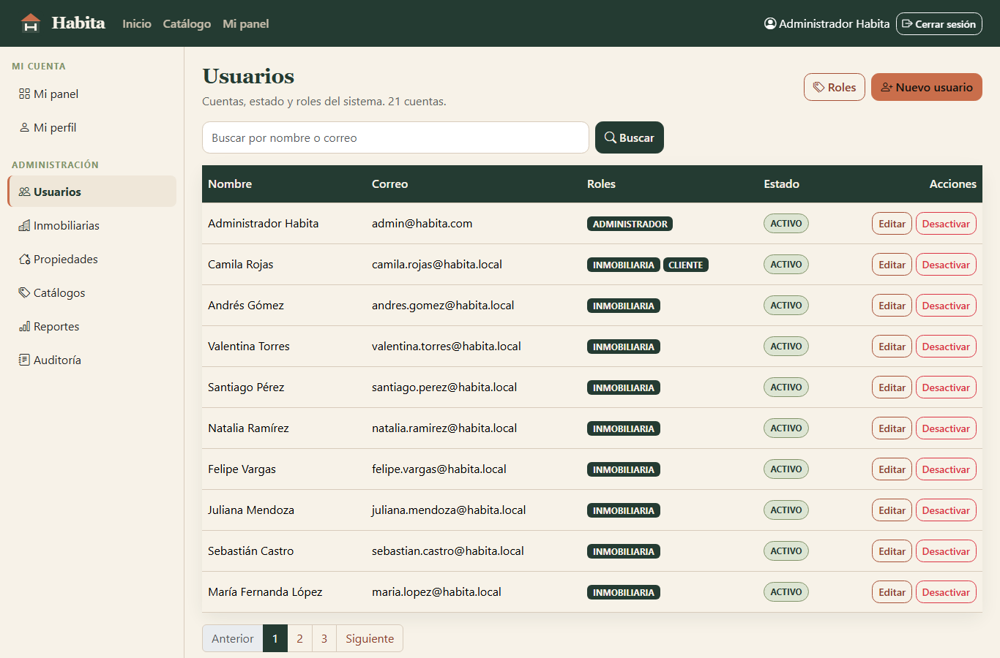 Habita Inicio Catálogo Mi panel Administrador Habita Cerrar sesión
MI CUENTA
Mi panel
Mi perfil
ADMINISTRACIÓN
Usuarios
Inmobiliarias
Propiedades
Catálogos
Reportes
Auditoría
Usuarios
Cuentas, estado y roles del sistema. 21 cuentas.
Roles Nuevo usuario
Buscar por nombre o correo Buscar
Nombre Correo Roles Estado Acciones
Administrador Habita admin@habita.com ADMINISTRADOR ACTIVO Editar Desactivar
Camila Rojas camila.rojas@habita.local INMOBILIARIA CLIENTE ACTIVO Editar Desactivar
Andrés Gómez andres.gomez@habita.local INMOBILIARIA ACTIVO Editar Desactivar
Valentina Torres valentina.torres@habita.local INMOBILIARIA ACTIVO Editar Desactivar
Santiago Pérez santiago.perez@habita.local INMOBILIARIA ACTIVO Editar Desactivar
Natalia Ramírez natalia.ramirez@habita.local INMOBILIARIA ACTIVO Editar Desactivar
Felipe Vargas felipe.vargas@habita.local INMOBILIARIA ACTIVO Editar Desactivar
Juliana Mendoza juliana.mendoza@habita.local INMOBILIARIA ACTIVO Editar Desactivar
Sebastián Castro sebastian.castro@habita.local INMOBILIARIA ACTIVO Editar Desactivar
María Fernanda López maria.lopez@habita.local INMOBILIARIA ACTIVO Editar Desactivar
Anterior 1 2 3 Siguiente